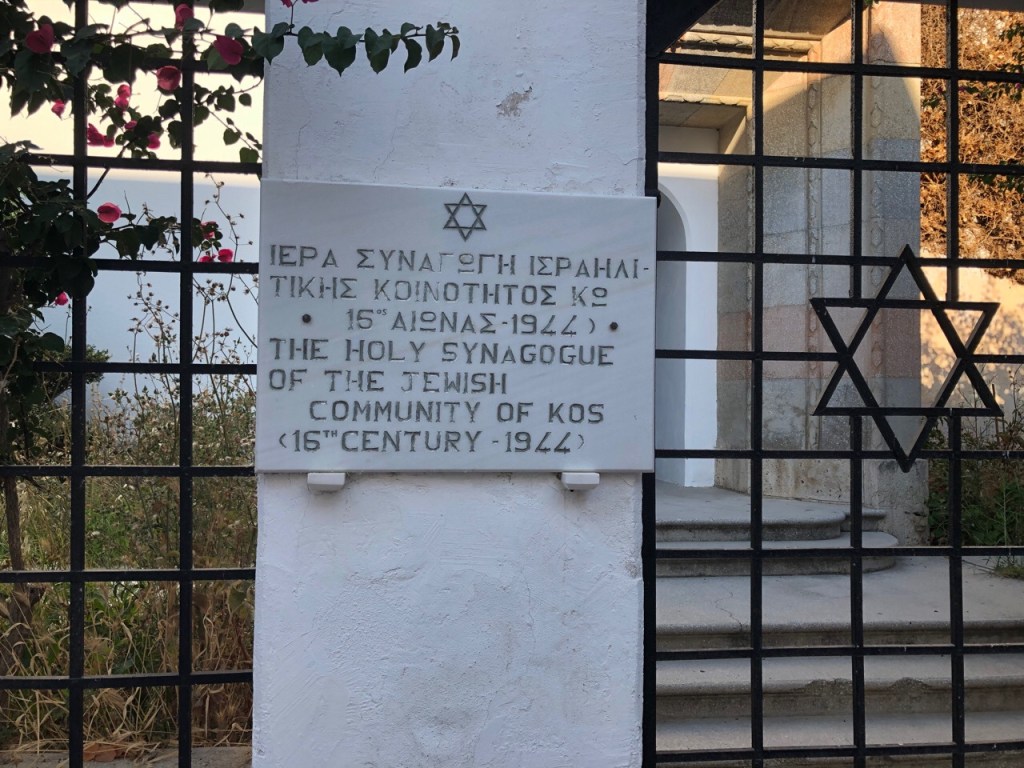 ΙΕΡΑ ΣΥΝΑΓΩΓΗ ΙΣΡΑΗΛΙ-
ΤΙΚΗΣ ΚΟΙΝΟΤΗΤΟΣ ΚΩ
• 16ος ΑΙΩΝΑΣ-1944) •
THE HOLY SYNAGOGUE
OF THE JEWISH
COMMUNITY OF KOS
(16TH CENTURY - 1944)